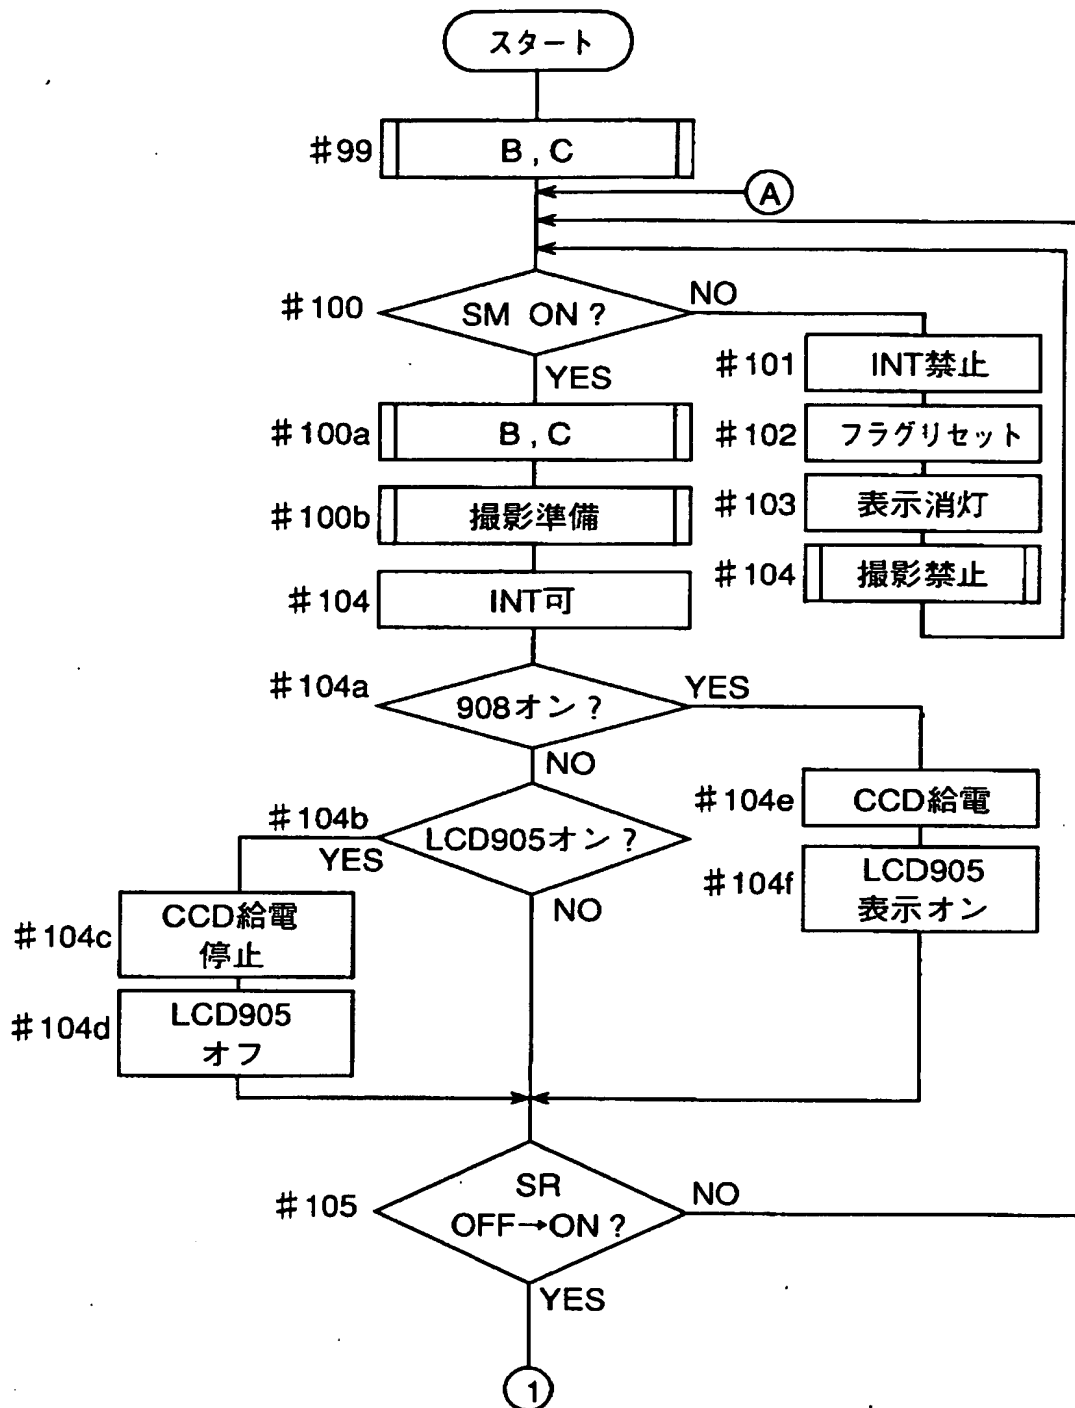 スタート
#99
B , C
A
#100
SM ON ?
NO
YES
#101
INT禁止
#100a
B , C
#102
フラグリセット
#100b
撮影準備
#103
表示消灯
#104
INT可
#104
撮影禁止
#104a
908オン ?
YES
NO
#104b
LCD905オン ?
YES
NO
#104e
CCD給電
#104f
LCD905
表示オン
#104c
CCD給電
停止
#104d
LCD905
オフ
#105
SR
OFF→ON ?
NO
YES
1